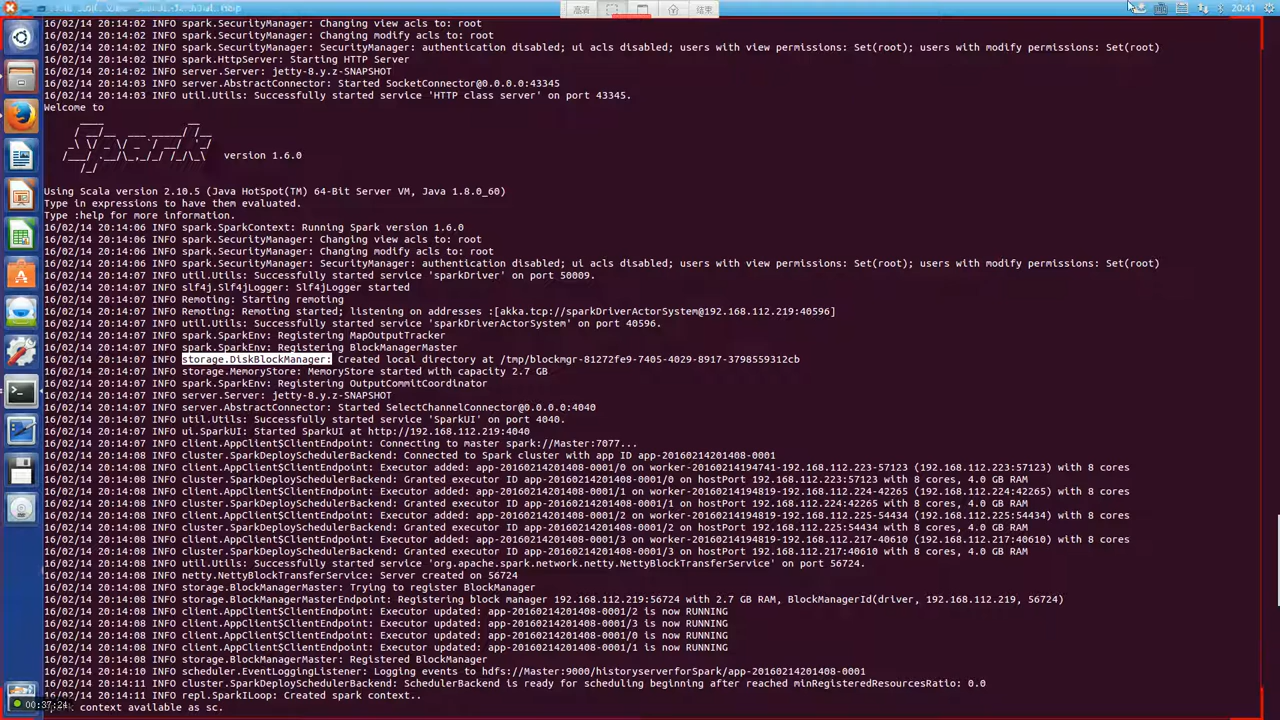 高清 结束 20:41
16/02/14 20:14:02 INFO spark.SecurityManager: Changing view acls to: root
16/02/14 20:14:02 INFO spark.SecurityManager: Changing modify acls to: root
16/02/14 20:14:02 INFO spark.SecurityManager: SecurityManager: authentication disabled; ui acls disabled; users with view permissions: Set(root); users with modify permissions: Set(root)
16/02/14 20:14:02 INFO spark.HttpServer: Starting HTTP Server
16/02/14 20:14:02 INFO server.Server: jetty-8.y.z-SNAPSHOT
16/02/14 20:14:03 INFO server.AbstractConnector: Started SocketConnector@0.0.0.0:43345
16/02/14 20:14:03 INFO util.Utils: Successfully started service 'HTTP class server' on port 43345.
Welcome to
Spark version 1.6.0
Using Scala version 2.10.5 (Java HotSpot(TM) 64-Bit Server VM, Java 1.8.0_60)
Type in expressions to have them evaluated.
Type :help for more information.
16/02/14 20:14:06 INFO spark.SparkContext: Running Spark version 1.6.0
16/02/14 20:14:06 INFO spark.SecurityManager: Changing view acls to: root
16/02/14 20:14:06 INFO spark.SecurityManager: Changing modify acls to: root
16/02/14 20:14:06 INFO spark.SecurityManager: SecurityManager: authentication disabled; ui acls disabled; users with view permissions: Set(root); users with modify permissions: Set(root)
16/02/14 20:14:07 INFO util.Utils: Successfully started service 'sparkDriver' on port 50009.
16/02/14 20:14:07 INFO slf4j.Slf4jLogger: Slf4jLogger started
16/02/14 20:14:07 INFO Remoting: Starting remoting
16/02/14 20:14:07 INFO Remoting: Remoting started; listening on addresses :[akka.tcp://sparkDriverActorSystem@192.168.112.219:40596]
16/02/14 20:14:07 INFO util.Utils: Successfully started service 'sparkDriverActorSystem' on port 40596.
16/02/14 20:14:07 INFO spark.SparkEnv: Registering MapOutputTracker
16/02/14 20:14:07 INFO spark.SparkEnv: Registering BlockManagerMaster
16/02/14 20:14:07 INFO storage.DiskBlockManager: Created local directory at /tmp/blockmgr-81272fe9-7405-4029-8917-3798559312cb
16/02/14 20:14:07 INFO storage.MemoryStore: MemoryStore started with capacity 2.7 GB
16/02/14 20:14:07 INFO spark.SparkEnv: Registering OutputCommitCoordinator
16/02/14 20:14:07 INFO server.Server: jetty-8.y.z-SNAPSHOT
16/02/14 20:14:07 INFO server.AbstractConnector: Started SelectChannelConnector@0.0.0.0:4040
16/02/14 20:14:07 INFO util.Utils: Successfully started service 'SparkUI' on port 4040.
16/02/14 20:14:07 INFO ui.SparkUI: Started SparkUI at http://192.168.112.219:4040
16/02/14 20:14:07 INFO client.AppClient$ClientEndpoint: Connecting to master spark://Master:7077...
16/02/14 20:14:08 INFO cluster.SparkDeploySchedulerBackend: Connected to Spark cluster with app ID app-20160214201408-0001
16/02/14 20:14:08 INFO client.AppClient$ClientEndpoint: Executor added: app-20160214201408-0001/0 on worker-20160214194741-192.168.112.223-57123 (192.168.112.223:57123) with 8 cores
16/02/14 20:14:08 INFO cluster.SparkDeploySchedulerBackend: Granted executor ID app-20160214201408-0001/0 on hostPort 192.168.112.223:57123 with 8 cores, 4.0 GB RAM
16/02/14 20:14:08 INFO client.AppClient$ClientEndpoint: Executor added: app-20160214201408-0001/1 on worker-20160214194819-192.168.112.224-42265 (192.168.112.224:42265) with 8 cores
16/02/14 20:14:08 INFO cluster.SparkDeploySchedulerBackend: Granted executor ID app-20160214201408-0001/1 on hostPort 192.168.112.224:42265 with 8 cores, 4.0 GB RAM
16/02/14 20:14:08 INFO client.AppClient$ClientEndpoint: Executor added: app-20160214201408-0001/2 on worker-20160214194819-192.168.112.225-54434 (192.168.112.225:54434) with 8 cores
16/02/14 20:14:08 INFO cluster.SparkDeploySchedulerBackend: Granted executor ID app-20160214201408-0001/2 on hostPort 192.168.112.225:54434 with 8 cores, 4.0 GB RAM
16/02/14 20:14:08 INFO client.AppClient$ClientEndpoint: Executor added: app-20160214201408-0001/3 on worker-20160214194819-192.168.112.217-40610 (192.168.112.217:40610) with 8 cores
16/02/14 20:14:08 INFO cluster.SparkDeploySchedulerBackend: Granted executor ID app-20160214201408-0001/3 on hostPort 192.168.112.217:40610 with 8 cores, 4.0 GB RAM
16/02/14 20:14:08 INFO util.Utils: Successfully started service 'org.apache.spark.network.netty.NettyBlockTransferService' on port 56724.
16/02/14 20:14:08 INFO netty.NettyBlockTransferService: Server created on 56724
16/02/14 20:14:08 INFO storage.BlockManagerMaster: Trying to register BlockManager
16/02/14 20:14:08 INFO storage.BlockManagerMasterEndpoint: Registering block manager 192.168.112.219:56724 with 2.7 GB RAM, BlockManagerId(driver, 192.168.112.219, 56724)
16/02/14 20:14:08 INFO client.AppClient$ClientEndpoint: Executor updated: app-20160214201408-0001/2 is now RUNNING
16/02/14 20:14:08 INFO client.AppClient$ClientEndpoint: Executor updated: app-20160214201408-0001/3 is now RUNNING
16/02/14 20:14:08 INFO client.AppClient$ClientEndpoint: Executor updated: app-20160214201408-0001/0 is now RUNNING
16/02/14 20:14:08 INFO client.AppClient$ClientEndpoint: Executor updated: app-20160214201408-0001/1 is now RUNNING
16/02/14 20:14:08 INFO storage.BlockManagerMaster: Registered BlockManager
16/02/14 20:14:11 INFO scheduler.EventLoggingListener: Logging events to hdfs://Master:9000/historyserverforSpark/app-20160214201408-0001
16/02/14 20:14:11 INFO cluster.SparkDeploySchedulerBackend: SchedulerBackend is ready for scheduling beginning after reached minRegisteredResourcesRatio: 0.0
16/02/14 20:14:11 INFO repl.SparkILoop: Created spark context..
Spark context available as sc.
00:37:24